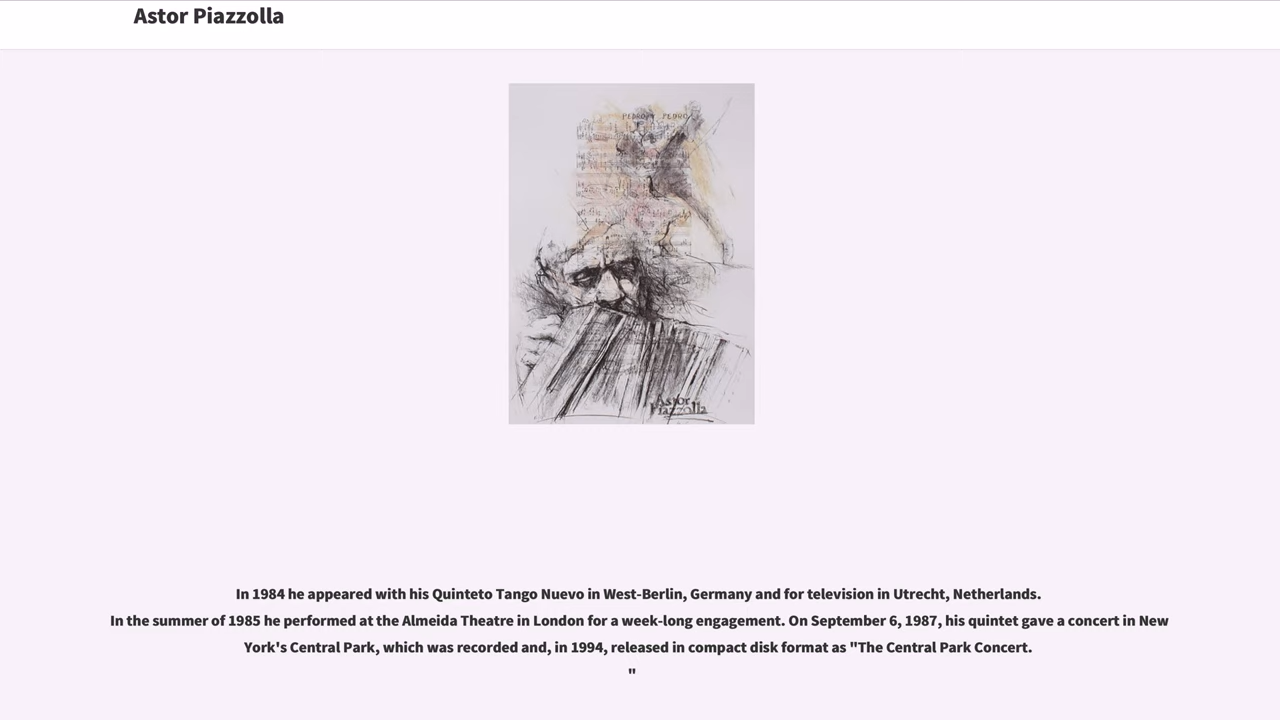 Astor Piazzolla
PEDRO Y PEDRO
Astor
Piazzolla
In 1984 he appeared with his Quinteto Tango Nuevo in West-Berlin, Germany and for television in Utrecht, Netherlands.
In the summer of 1985 he performed at the Almeida Theatre in London for a week-long engagement. On September 6, 1987, his quintet gave a concert in New
York's Central Park, which was recorded and, in 1994, released in compact disk format as "The Central Park Concert.
"